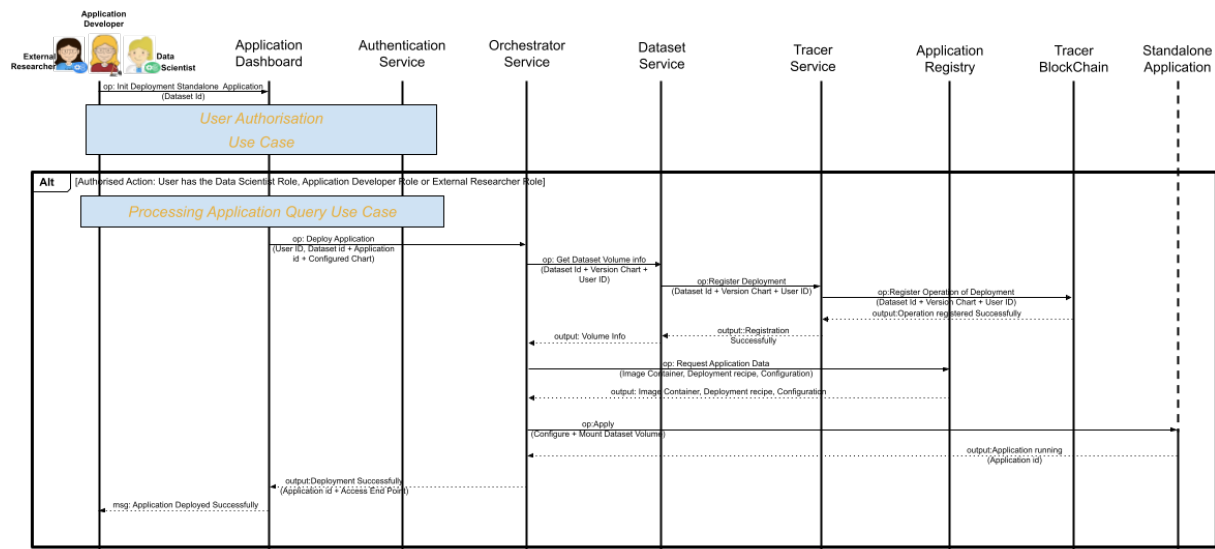 Application
Developer
External
Researcher
Data
Scientist
Application
Dashboard
Authentication
Service
Orchestrator
Service
Dataset
Service
Tracer
Service
Application
Registry
Tracer
BlockChain
Standalone
Application
op: Init Deployment Standalone Application
(Dataset Id)
User Authorisation
Use Case
Alt
[Authorised Action: User has the Data Scientist Role, Application Developer Role or External Researcher Role]
Processing Application Query Use Case
op: Deploy Application
(User ID, Dataset id + Application
id + Configured Chart)
op: Get Dataset Volume info
(Dataset Id + Version Chart +
User ID)
op:Register Deployment
(Dataset Id + Version Chart + User ID)
op:Register Operation of Deployment
(Dataset Id + Version Chart + User ID)
output:Operation registered Successfully
output::Registration
Successfully
output: Volume Info
op: Request Application Data
(Image Container, Deployment recipe, Configuration)
output: Image Container, Deployment recipe, Configuration
op:Apply
(Configure + Mount Dataset Volume)
output:Application running
(Application id)
output:Deployment Successfully
(Application id + Access End Point)
msg: Application Deployed Successfully